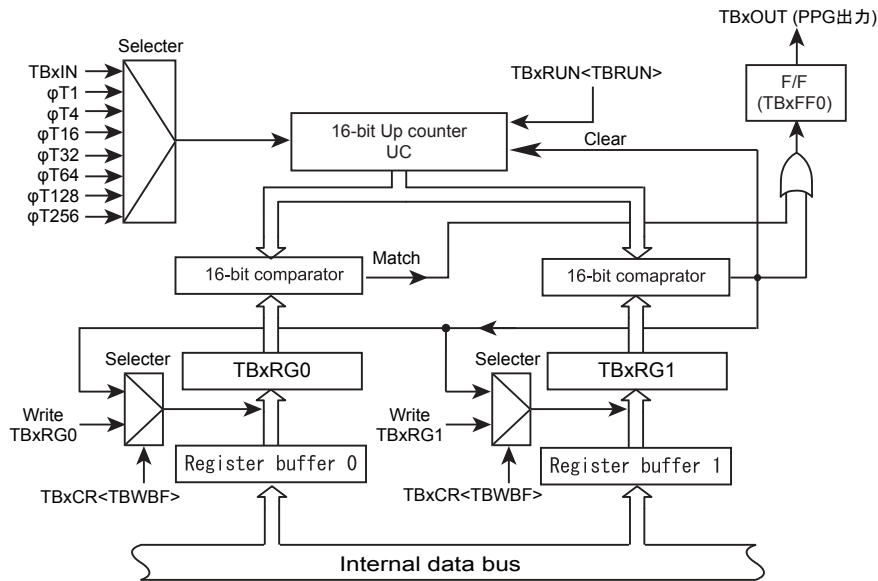 TBxOUT (PPG出力)
Selecter
TBxIN
φT1
φT4
φT16
φT32
φT64
φT128
φT256
TBxRUN<TBRUN>
F/F
(TBxFF0)
16-bit Up counter
UC
Clear
16-bit comparator
Match
16-bit comaprator
Selecter
TBxRG0
Selecter
TBxRG1
Write
TBxRG0
Write
TBxRG1
Register buffer 0
Register buffer 1
TBxCR<TBWBF>
TBxCR<TBWBF>
Internal data bus